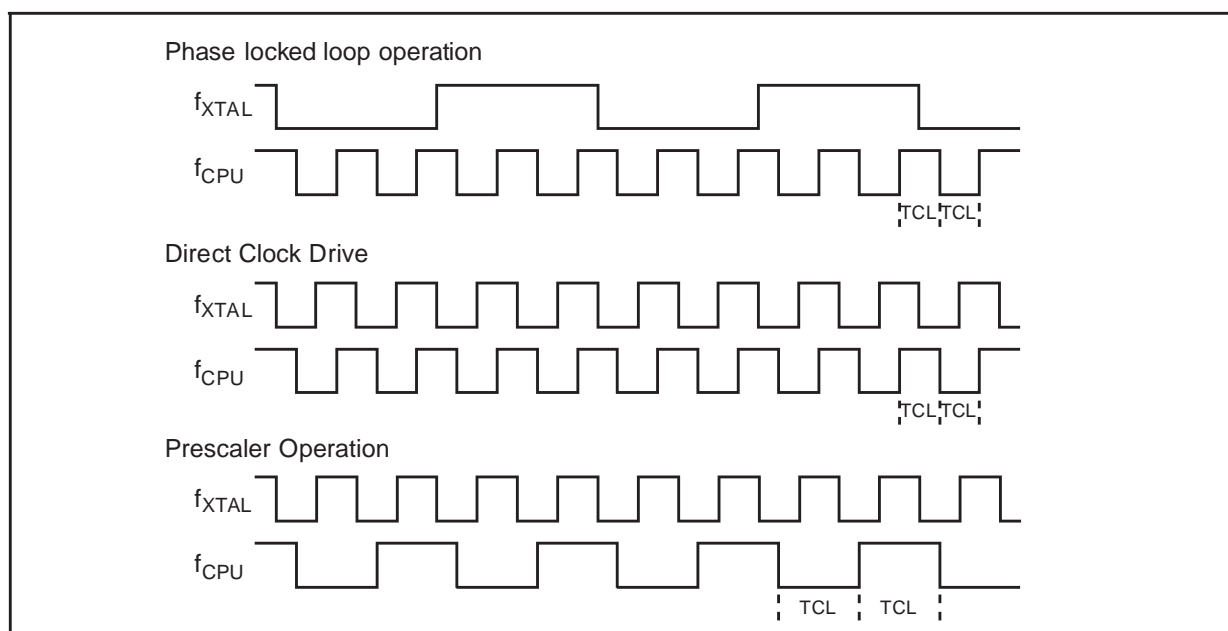 Phase locked loop operation
fXTAL
fCPU
TCL TCL
Direct Clock Drive
fXTAL
fCPU
TCL TCL
Prescaler Operation
fXTAL
fCPU
TCL TCL